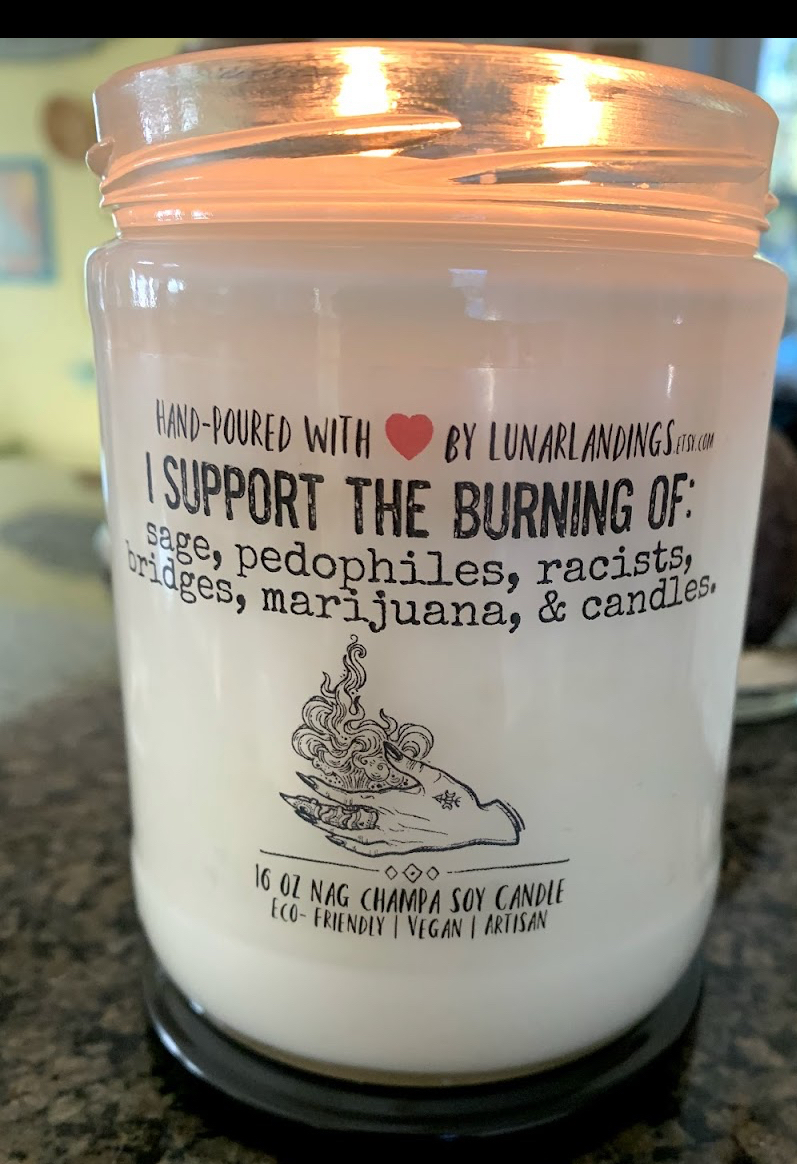 HAND-POURED WITH ❤ BY LUNARLANDINGS.ETSY.COM
I SUPPORT THE BURNING OF:
sage, pedophiles, racists,
bridges, marijuana, & candles.
16 OZ NAG CHAMPA SOY CANDLE
ECO- FRIENDLY | VEGAN | ARTISAN